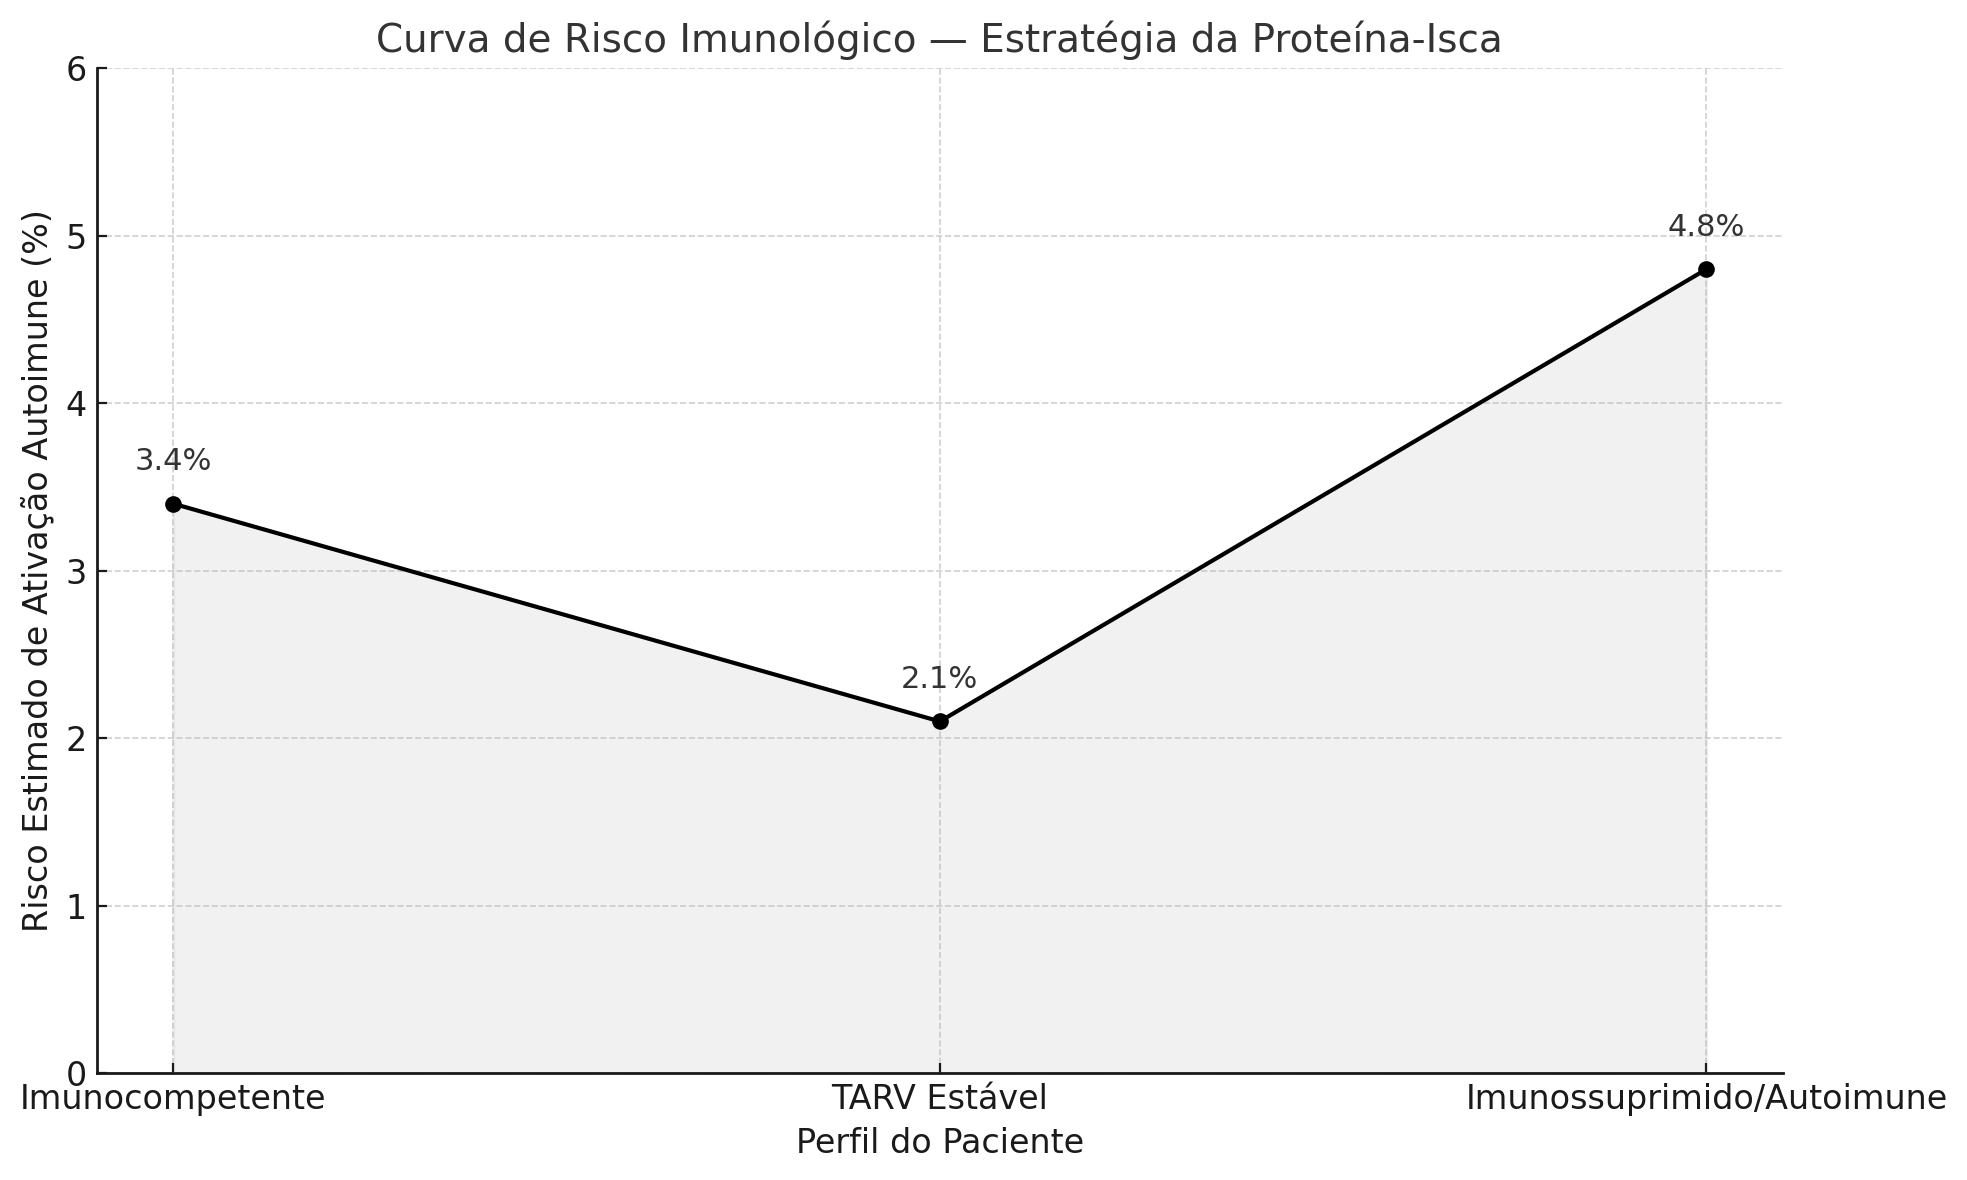 Curva de Risco Imunológico — Estratégia da Proteína-Isca
Risco Estimado de Ativação Autoimune (%)
6
5
4
3
2
1
0
3.4%
2.1%
4.8%
Imunocompetente
TARV Estável
Imunossuprimido/Autoimune
Perfil do Paciente